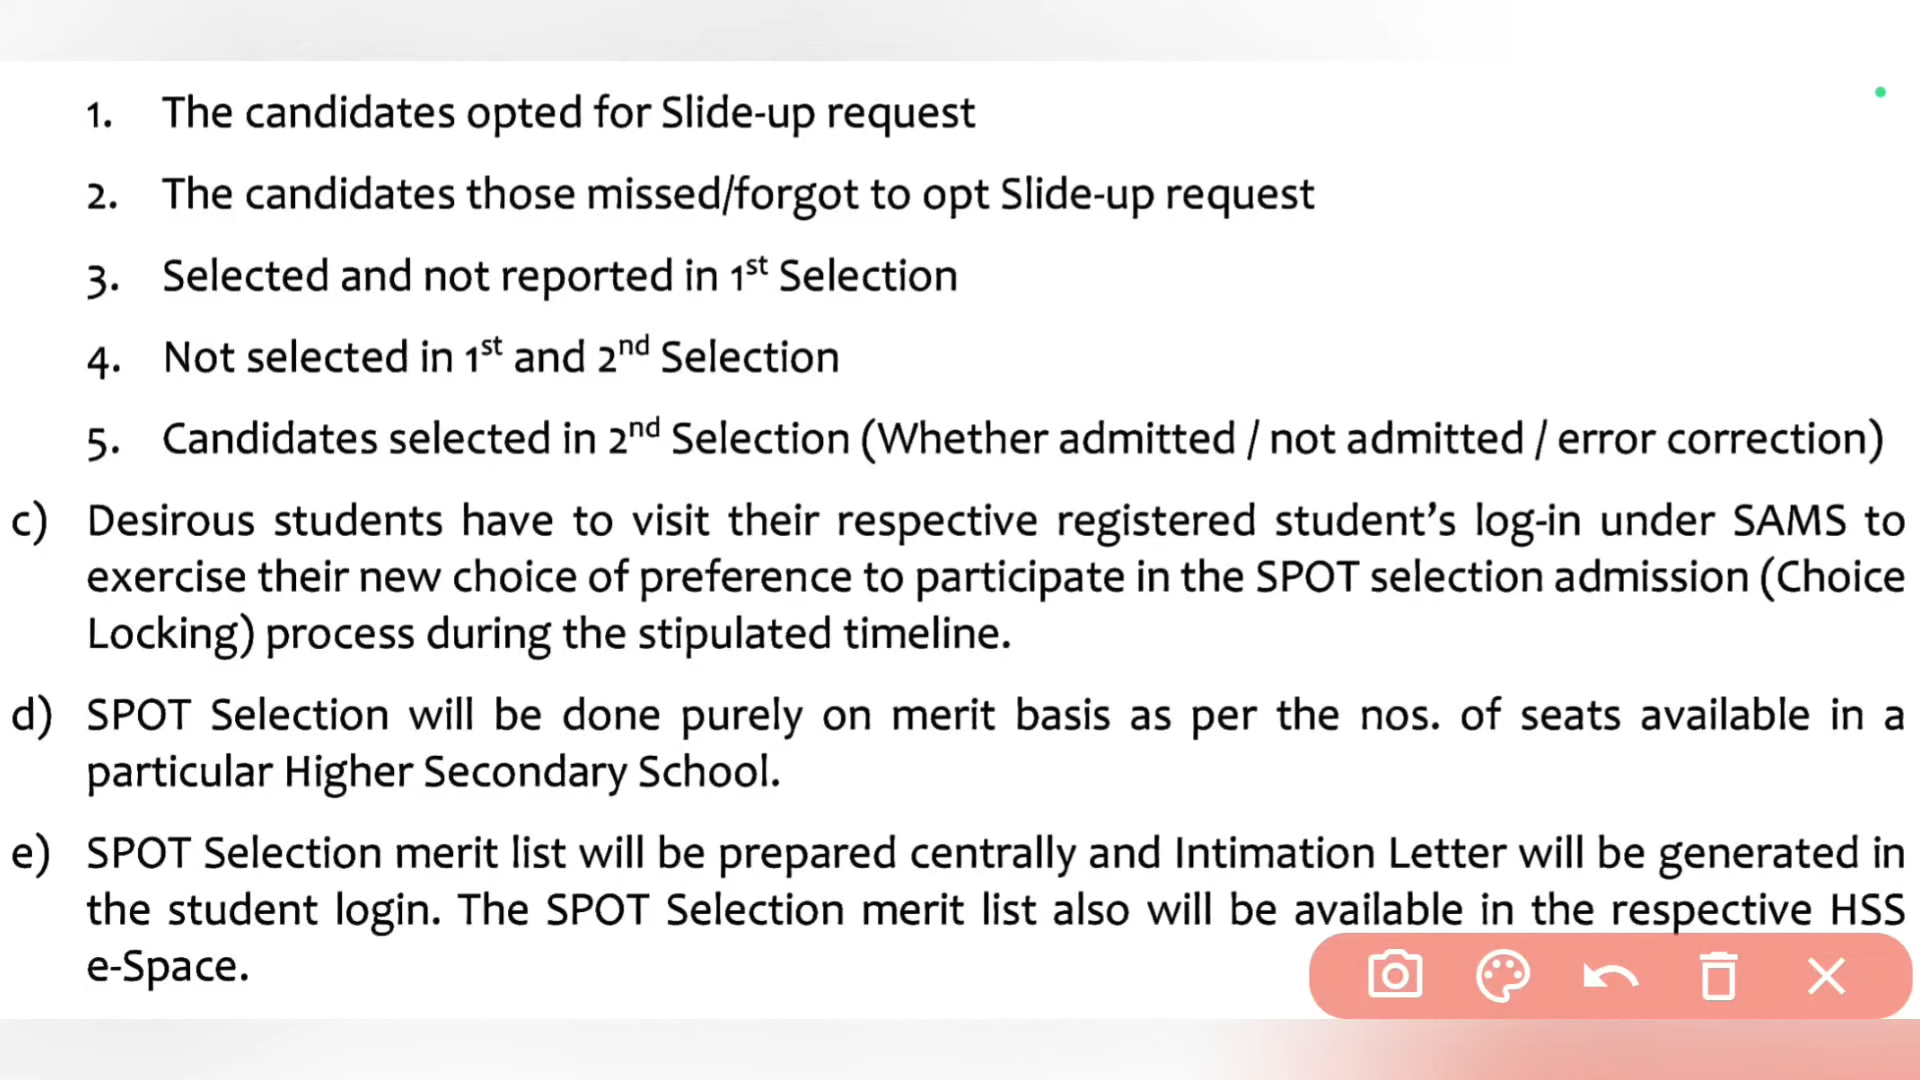 1. The candidates opted for Slide-up request
2. The candidates those missed/forgot to opt Slide-up request
3. Selected and not reported in 1st Selection
4. Not selected in 1st and 2nd Selection
5. Candidates selected in 2nd Selection (Whether admitted / not admitted / error correction)
c) Desirous students have to visit their respective registered student’s log-in under SAMS to
exercise their new choice of preference to participate in the SPOT selection admission (Choice
Locking) process during the stipulated timeline.
d) SPOT Selection will be done purely on merit basis as per the nos. of seats available in a
particular Higher Secondary School.
e) SPOT Selection merit list will be prepared centrally and Intimation Letter will be generated in
the student login. The SPOT Selection merit list also will be available in the respective HSS
e-Space.